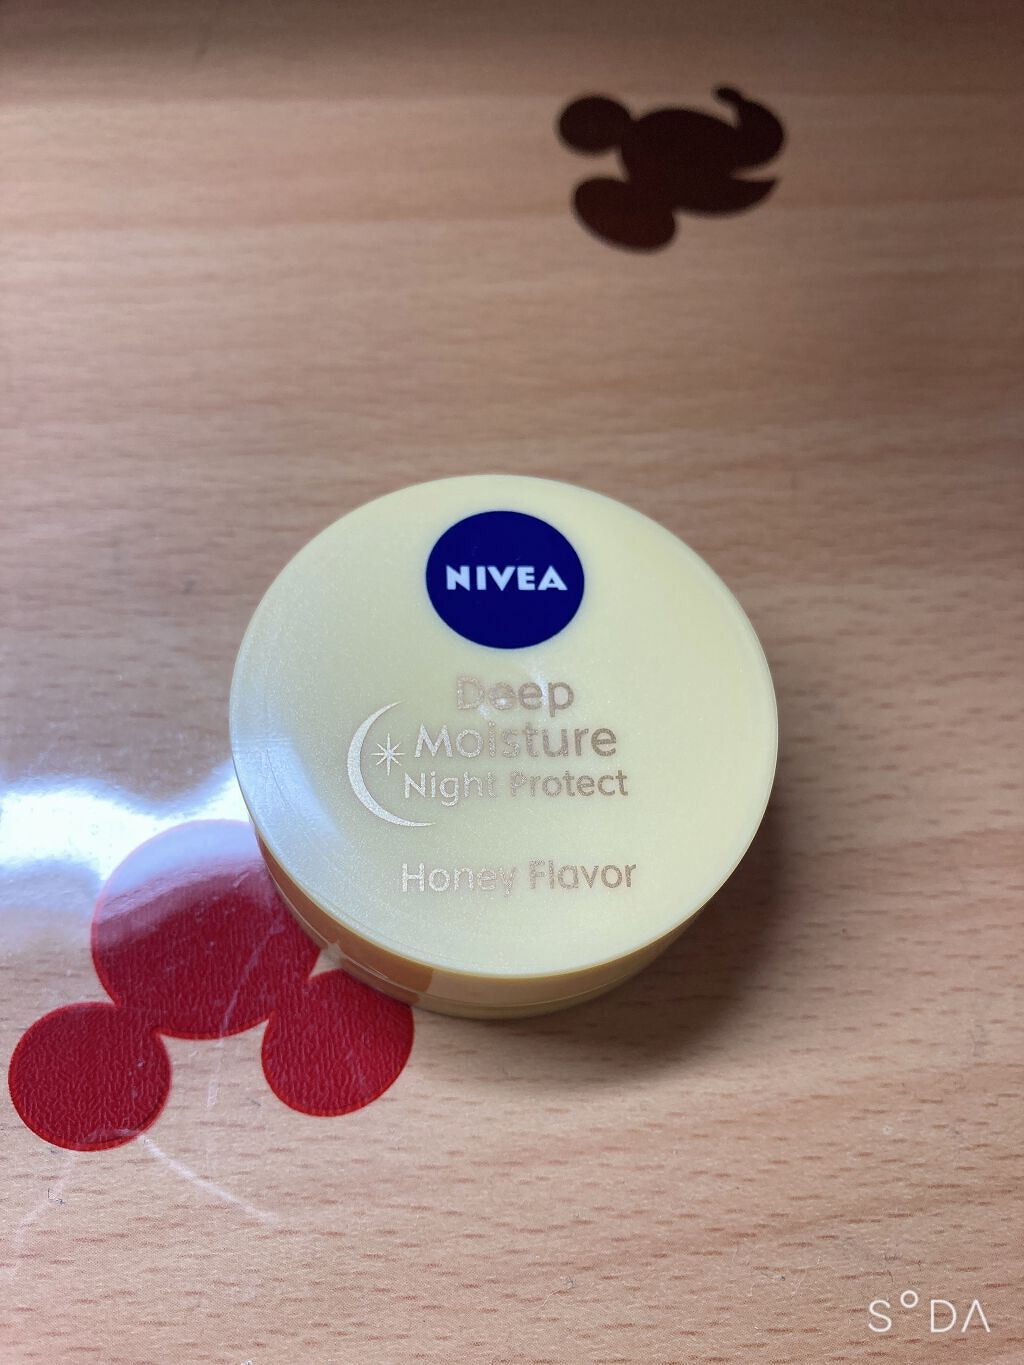 NIVEA
Deep
Moisture
Night Protect
Honey Flavor
S°DA